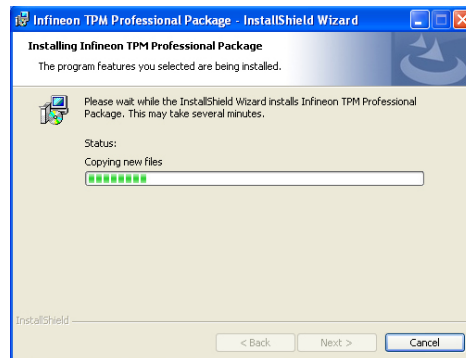 Infineon TPM Professional Package - InstallShield Wizard
Installing Infineon TPM Professional Package
The program features you selected are being installed.
Please wait while the InstallShield Wizard installs Infineon TPM Professional
Package. This may take several minutes.
Status:
Copying new files
InstallShield
< Back Next > Cancel